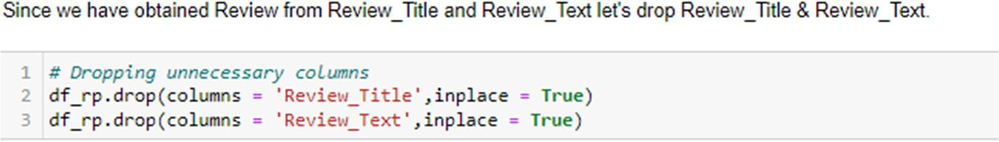 Since we have obtained Review from Review_Title and Review_Text let's drop Review_Title & Review_Text.
1 # Dropping unnecessary columns
2 df_rp.drop(columns = 'Review_Title',inplace = True)
3 df_rp.drop(columns = 'Review_Text',inplace = True)